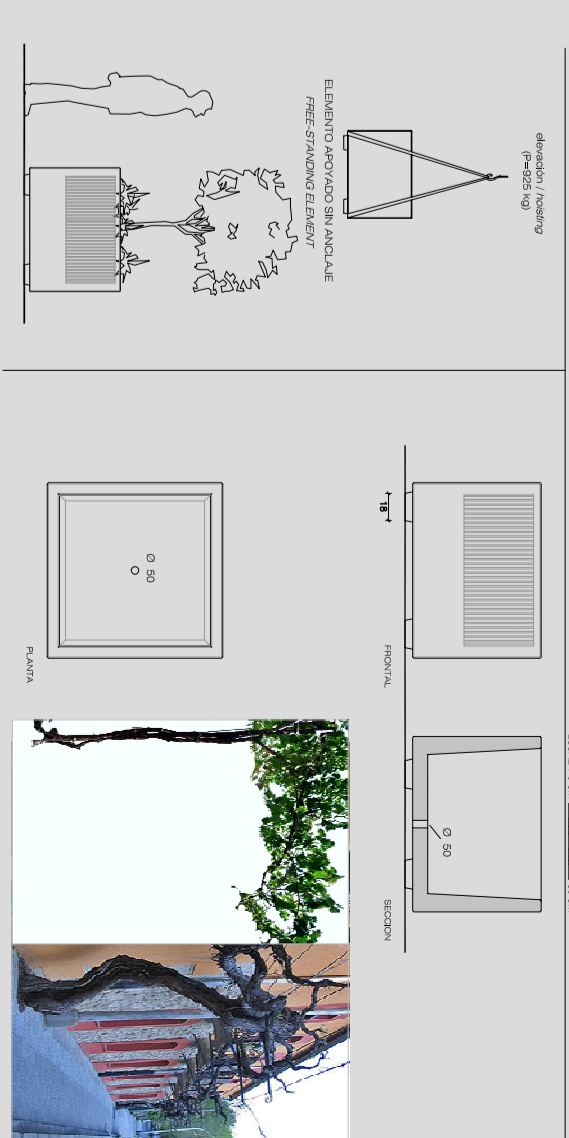 elevación / hoisting
(P=925 kg)
ELEMENTO APOYADO SIN ANCLAJE
FREE-STANDING ELEMENT
18
FRONTAL
Ø 50
SECCION
Ø 50
PLANTA